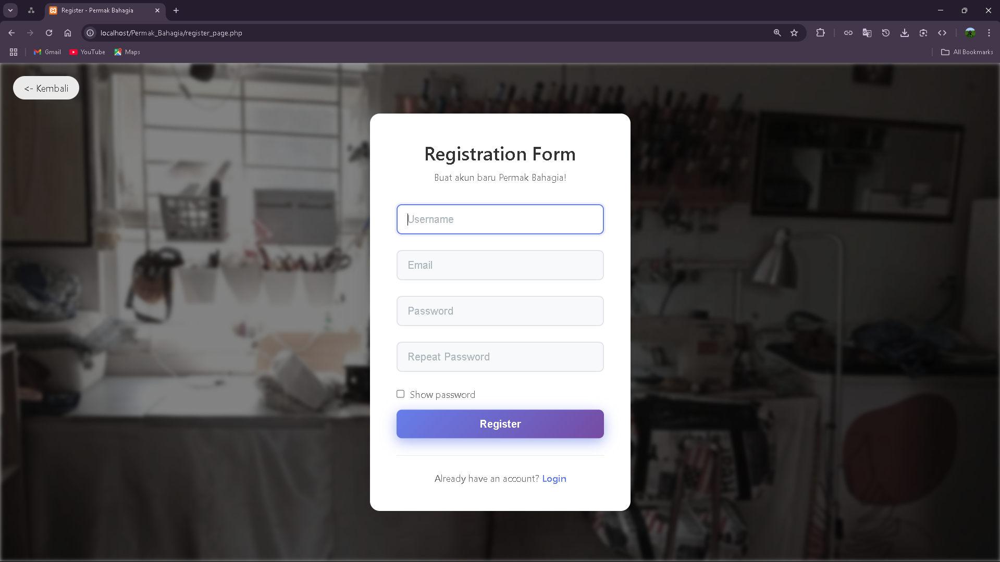 Register - Permak Bahagia
localhost/Permak_Bahagia/register_page.php
Gmail
YouTube
Maps
All Bookmarks
<- Kembali
Registration Form
Buat akun baru Permak Bahagia!
Username
Email
Password
Repeat Password
Show password
Register
Already have an account? Login